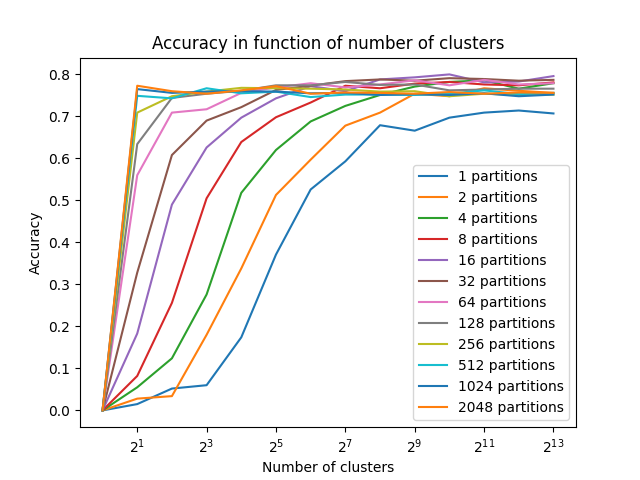 Accuracy in function of number of clusters
Accuracy
0.8
0.7
0.6
0.5
0.4
0.3
0.2
0.1
0.0
1 partitions
2 partitions
4 partitions
8 partitions
16 partitions
32 partitions
64 partitions
128 partitions
256 partitions
512 partitions
1024 partitions
2048 partitions
2¹ 2³ 2⁵ 2⁷ 2⁹ 2¹¹ 2¹³
Number of clusters